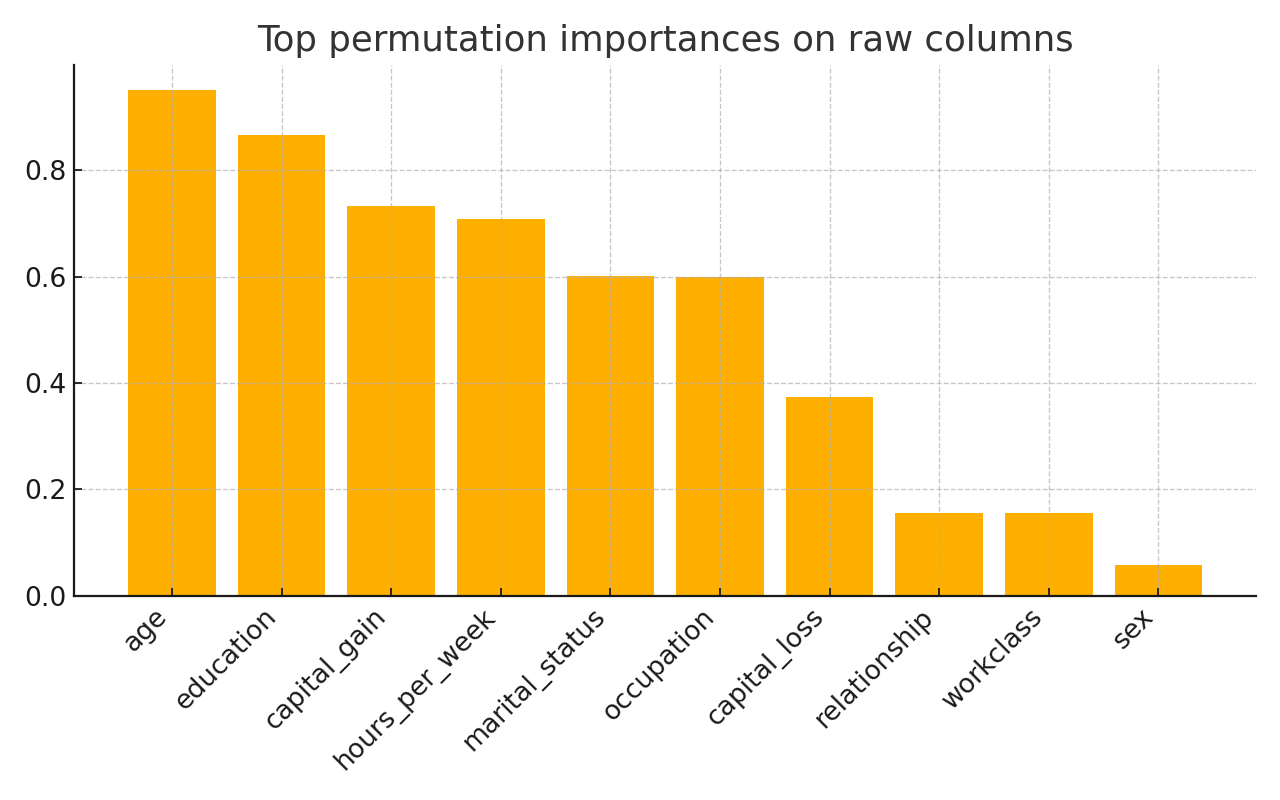 Top permutation importances on raw columns
0.8
0.6
0.4
0.2
0.0
age
education
capital_gain
hours_per_week
marital_status
occupation
capital_loss
relationship
workclass
sex